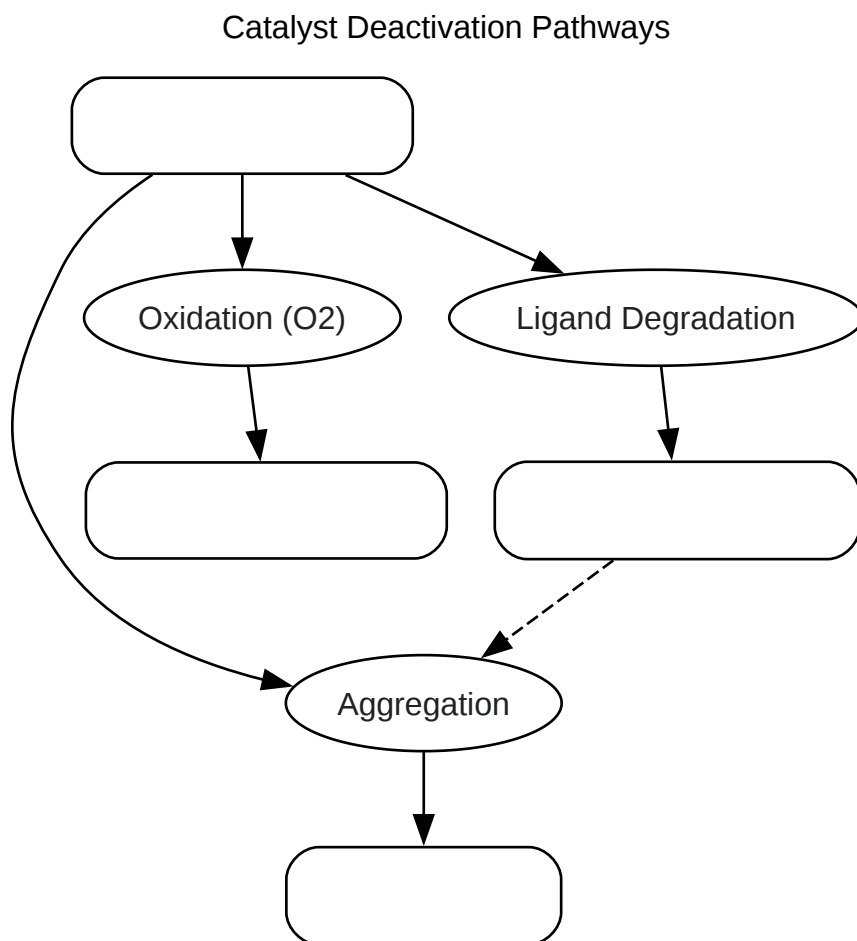 Catalyst Deactivation Pathways
Oxidation (O2)
Ligand Degradation
Aggregation